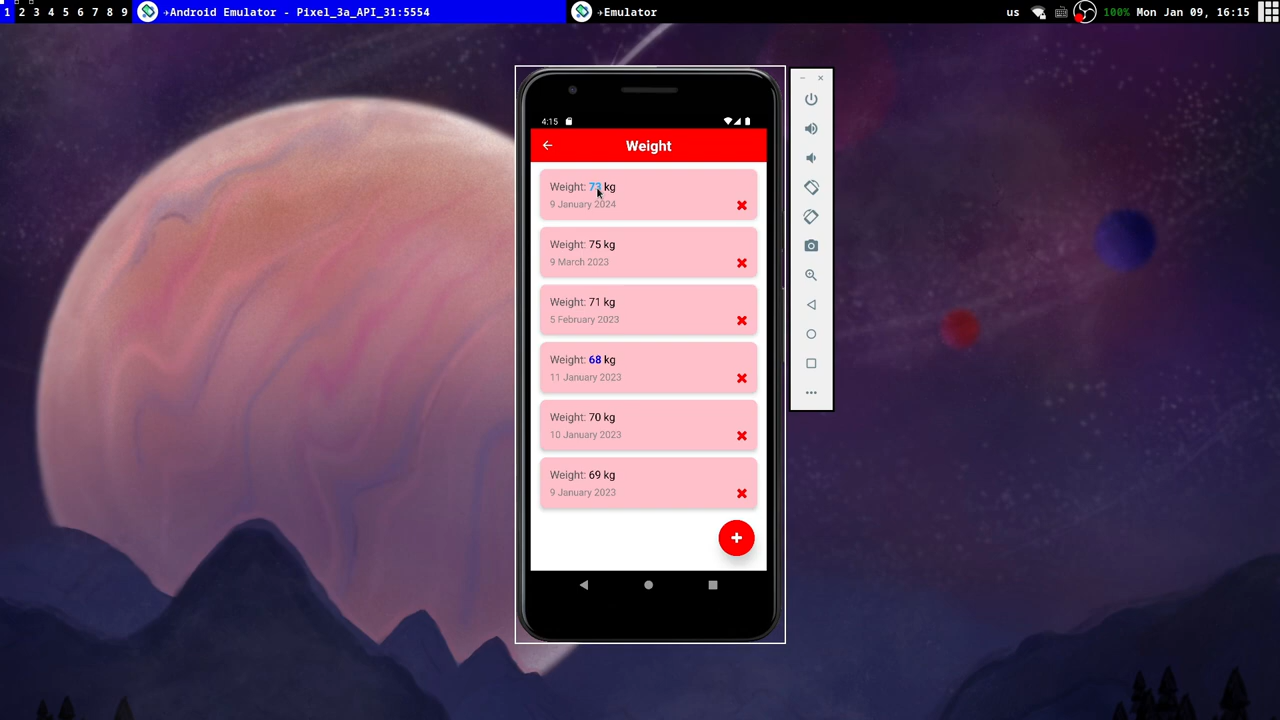 1 2 3 4 5 6 7 8 9 ✈Android Emulator - Pixel_3a_API_31:5554 ✈Emulator us 100% Mon Jan 09, 16:15
4:15
Weight
Weight: 73 kg
9 January 2024
Weight: 75 kg
9 March 2023
Weight: 71 kg
5 February 2023
Weight: 68 kg
11 January 2023
Weight: 70 kg
10 January 2023
Weight: 69 kg
9 January 2023